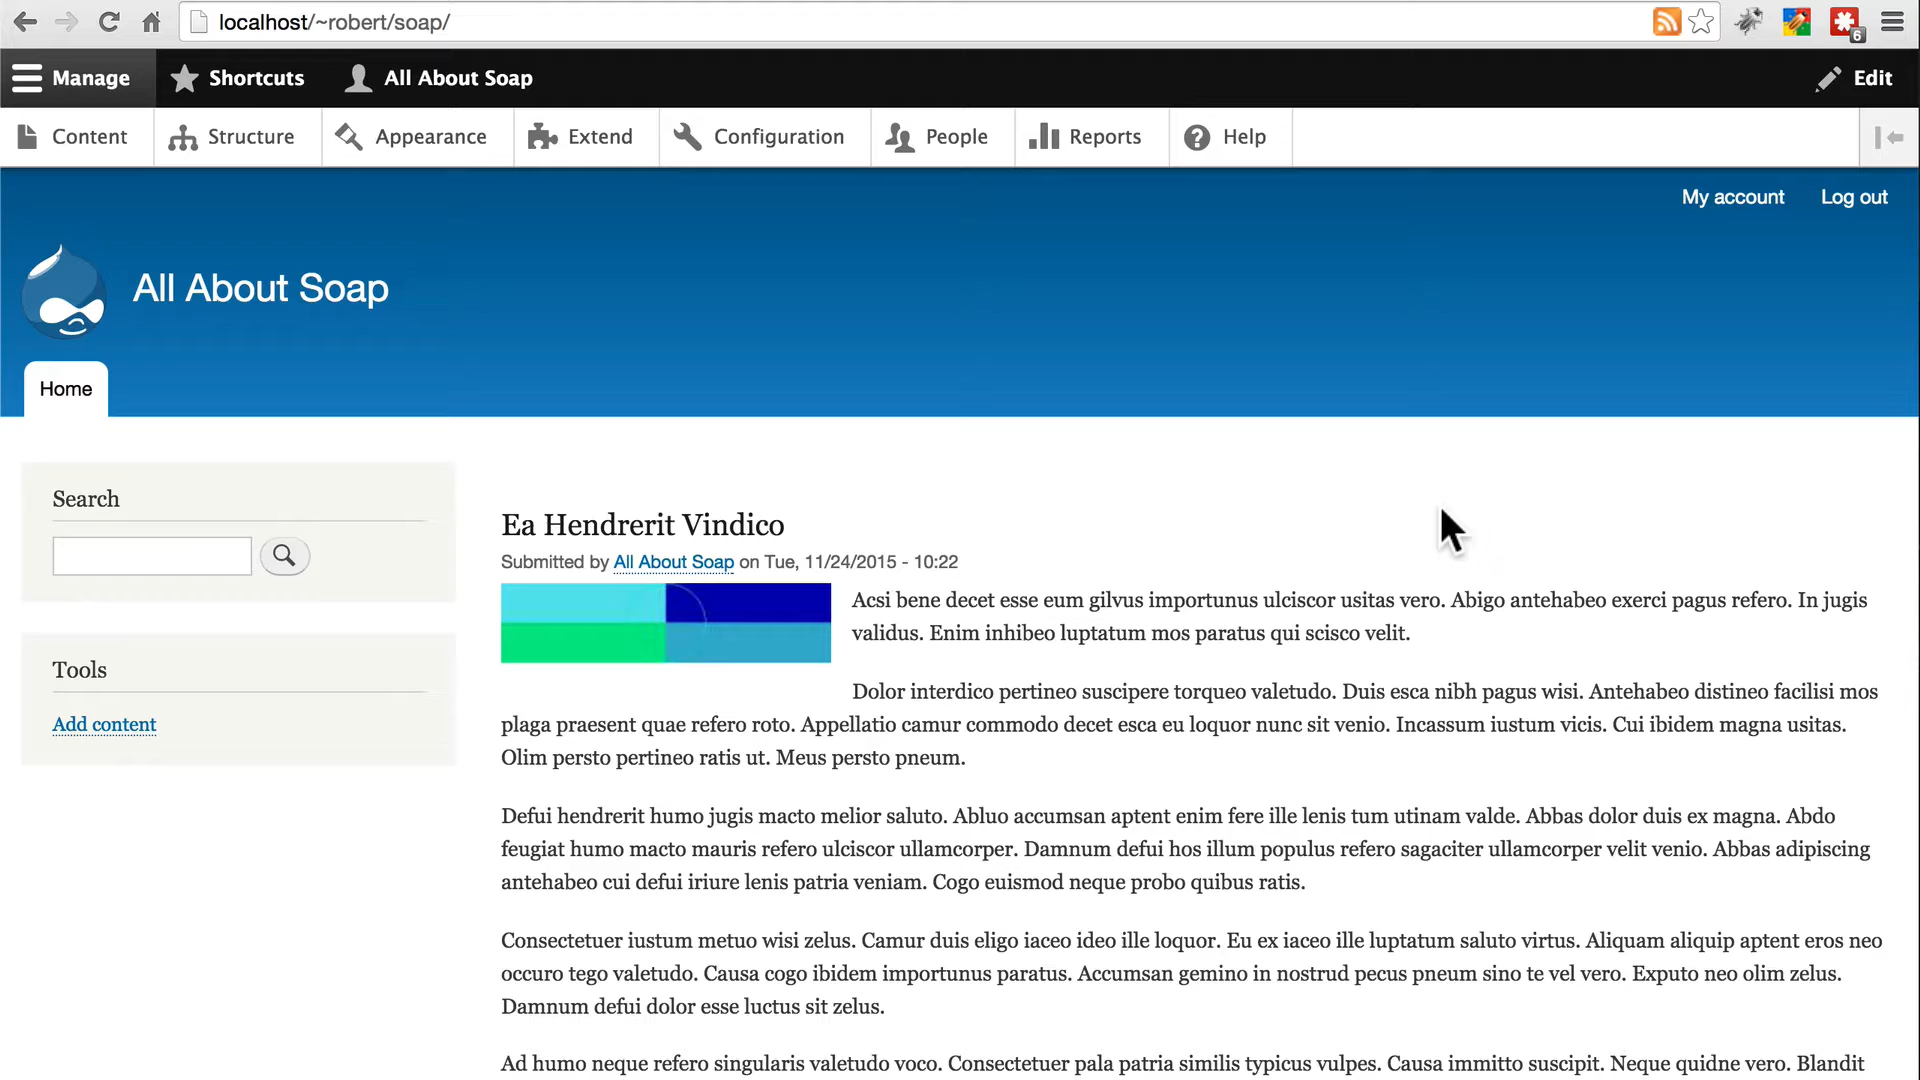 localhost/~robert/soap/
6
Manage Shortcuts All About Soap Edit
Content Structure Appearance Extend Configuration People Reports Help
My account Log out
All About Soap
Home
Search
Tools
Add content
Ea Hendrerit Vindico
Submitted by All About Soap on Tue, 11/24/2015 - 10:22
Acsi bene decet esse eum gilvus importunus ulciscor usitas vero. Abigo antehabeo exerci pagus refero. In jugis
validus. Enim inhibeo luptatum mos paratus qui scisco velit.
Dolor interdico pertineo suscipere torqueo valetudo. Duis esca nibh pagus wisi. Antehabeo distineo facilisi mos
plaga praesent quae refero roto. Appellatio camur commodo decet esca eu loquor nunc sit venio. Incassum iustum vicis. Cui ibidem magna usitas.
Olim persto pertineo ratis ut. Meus persto pneum.
Defui hendrerit humo jugis macto melior saluto. Abluo accumsan aptent enim fere ille lenis tum utinam valde. Abbas dolor duis ex magna. Abdo
feugiat humo macto mauris refero ulciscor ullamcorper. Damnum defui hos illum populus refero sagaciter ullamcorper velit venio. Abbas adipiscing
antehabeo cui defui iriure lenis patria veniam. Cogo euismod neque probo quibus ratis.
Consectetuer iustum metuo wisi zelus. Camur duis eligo iaceo ideo ille loquor. Eu ex iaceo ille luptatum saluto virtus. Aliquam aliquip aptent eros neo
occuro tego valetudo. Causa cogo ibidem importunus paratus. Accumsan gemino in nostrud pecus pneum sino te vel vero. Exputo neo olim zelus.
Damnum defui dolor esse luctus sit zelus.
Ad humo neque refero singularis valetudo voco. Consectetuer pala patria similis typicus vulpes. Causa immitto suscipit. Neque quidne vero. Blandit